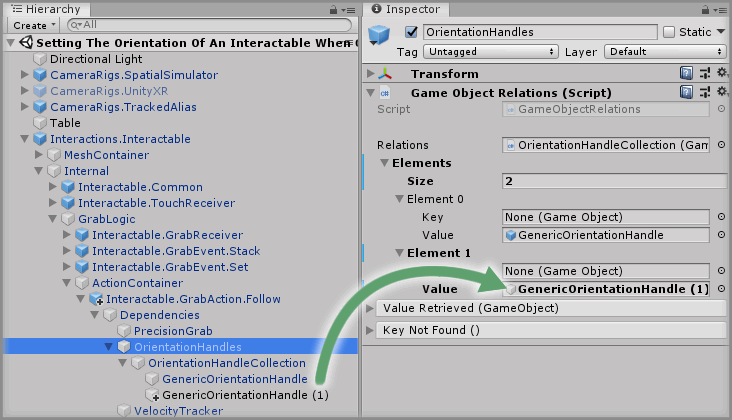 Hierarchy
Create
All
Setting The Orientation Of An Interactable When
Directional Light
CameraRigs.SpatialSimulator
CameraRigs.UnityXR
CameraRigs.TrackedAlias
Table
Interactions.Interactable
MeshContainer
Internal
Interactable.Common
Interactable.TouchReceiver
GrabLogic
Interactable.GrabReceiver
Interactable.GrabEvent.Stack
Interactable.GrabEvent.Set
ActionContainer
Interactable.GrabAction.Follow
Dependencies
PrecisionGrab
OrientationHandles
OrientationHandleCollection
GenericOrientationHandle
GenericOrientationHandle (1)
VelocityTracker
Inspector
OrientationHandles
Static
Tag Untagged Layer Default
Transform
Game Object Relations (Script)
Script GameObjectRelations
Relations OrientationHandleCollection (Gam
Elements
Size 2
Element 0
Key None (Game Object)
Value GenericOrientationHandle
Element 1
None (Game Object)
Value GenericOrientationHandle (1)
Value Retrieved (GameObject)
Key Not Found ()